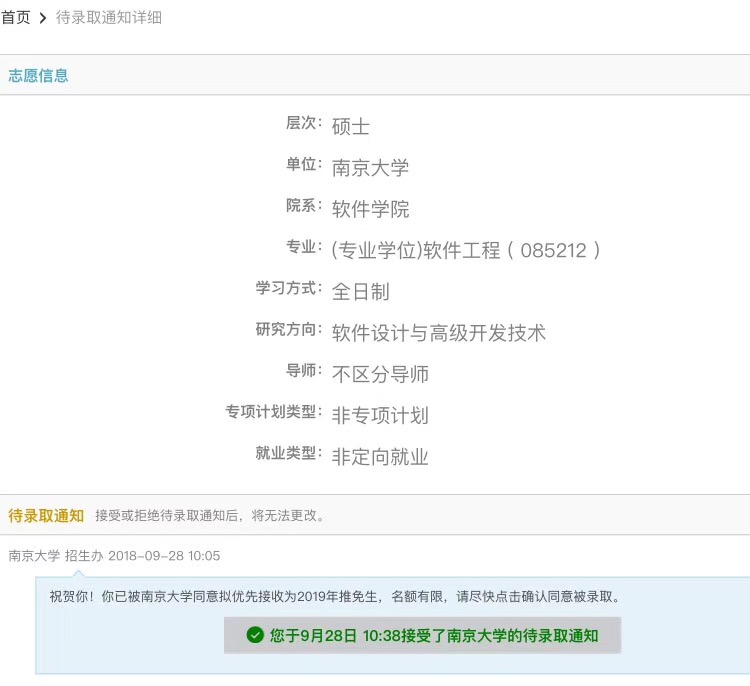 首页 > 待录取通知详细
志愿信息
层次： 硕士
单位： 南京大学
院系： 软件学院
专业： (专业学位)软件工程（085212）
学习方式： 全日制
研究方向： 软件设计与高级开发技术
导师： 不区分导师
专项计划类型： 非专项计划
就业类型： 非定向就业
待录取通知 接受或拒绝待录取通知后，将无法更改。
南京大学 招生办 2018-09-28 10:05
祝贺你！你已被南京大学同意拟优先接收为2019年推免生，名额有限，请尽快点击确认同意被录取。
您于9月28日 10:38接受了南京大学的待录取通知